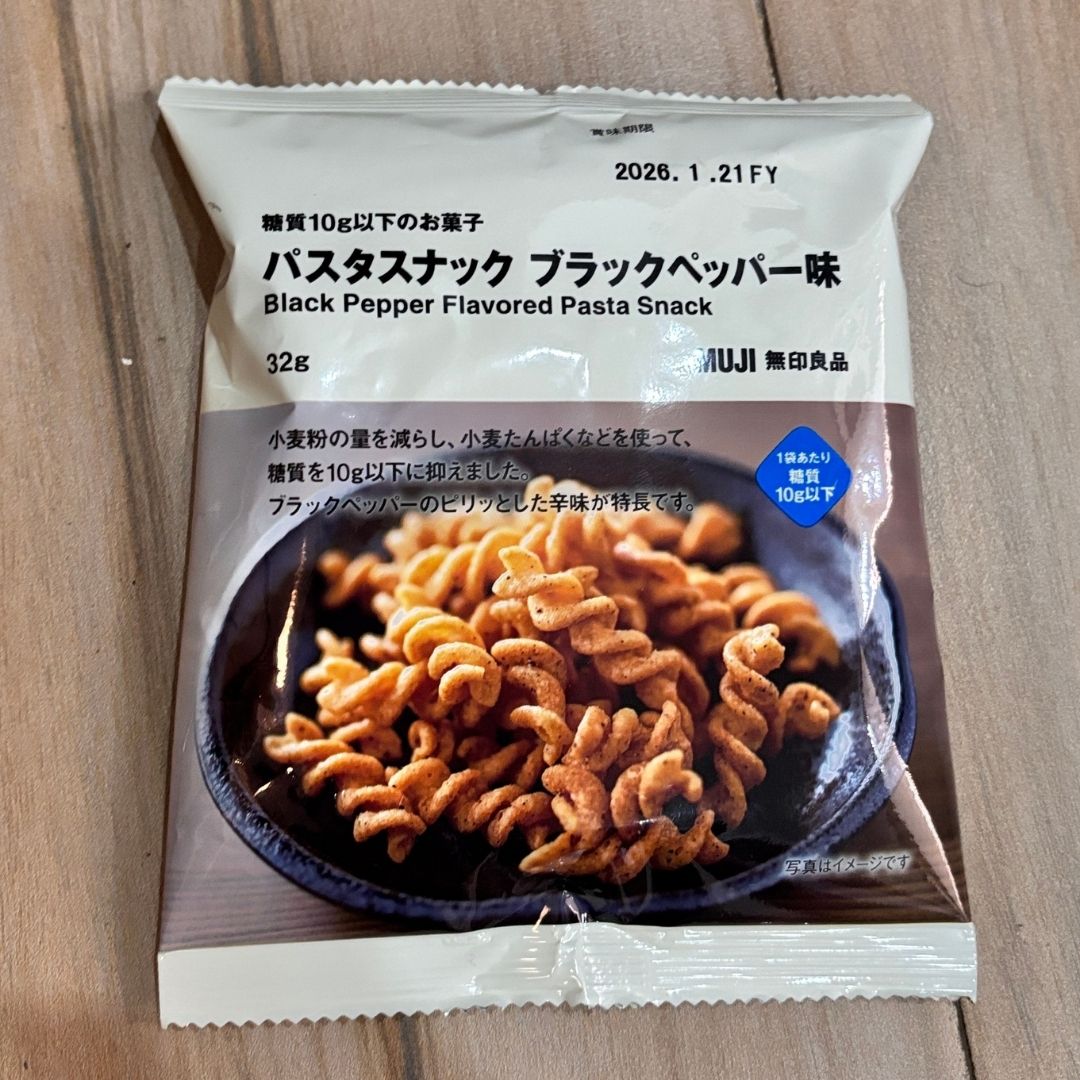 賞味期限
2026.1.21FY
糖質10g以下のお菓子
パスタスナック ブラックペッパー味
Black Pepper Flavored Pasta Snack
32g
MUJI 無印良品
小麦粉の量を減らし、小麦たんぱくなどを使って、
糖質を10g以下に抑えました。
ブラックペッパーのピリッとした辛味が特長です。
1袋あたり
糖質
10g以下
写真はイメージです